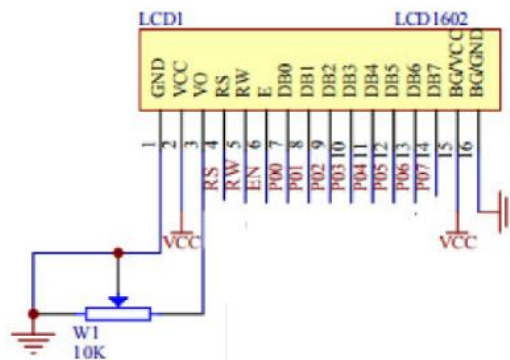 LCD1 LCD1602
GND VCC VO RS RW E DB0 DB1 DB2 DB3 DB4 DB5 DB6 DB7 BG/VCC BG/GND
1 2 3 4 5 6 7 8 9 10 11 12 13 14 15 16
RS RW EN P00 P01 P02 P03 P04 P05 P06 P07
VCC VCC
W1
10K